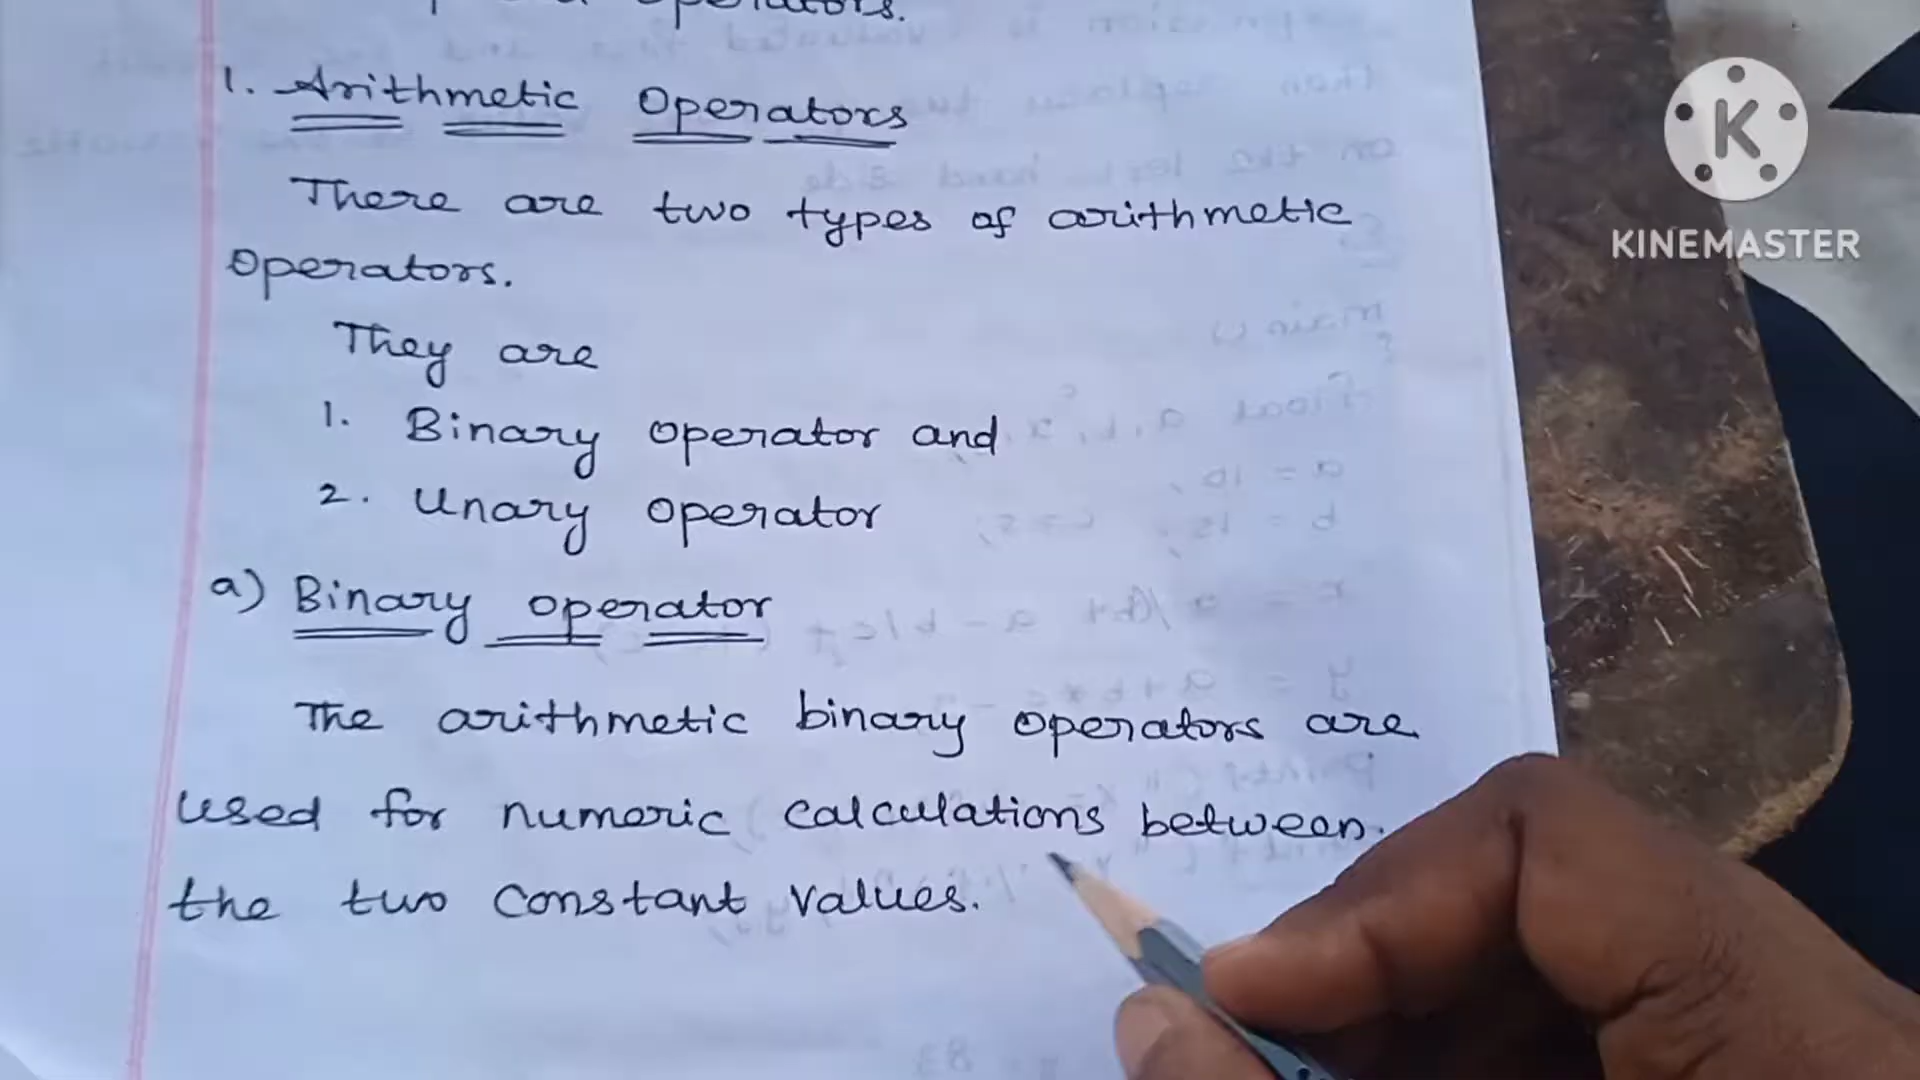 operators.
1. Arithmetic Operators
There are two types of arithmetic
operators.
They are
1. Binary operator and
2. Unary operator
a) Binary operator
The arithmetic binary operators are
used for numeric calculations between
the two constant values.
K
KINEMASTER